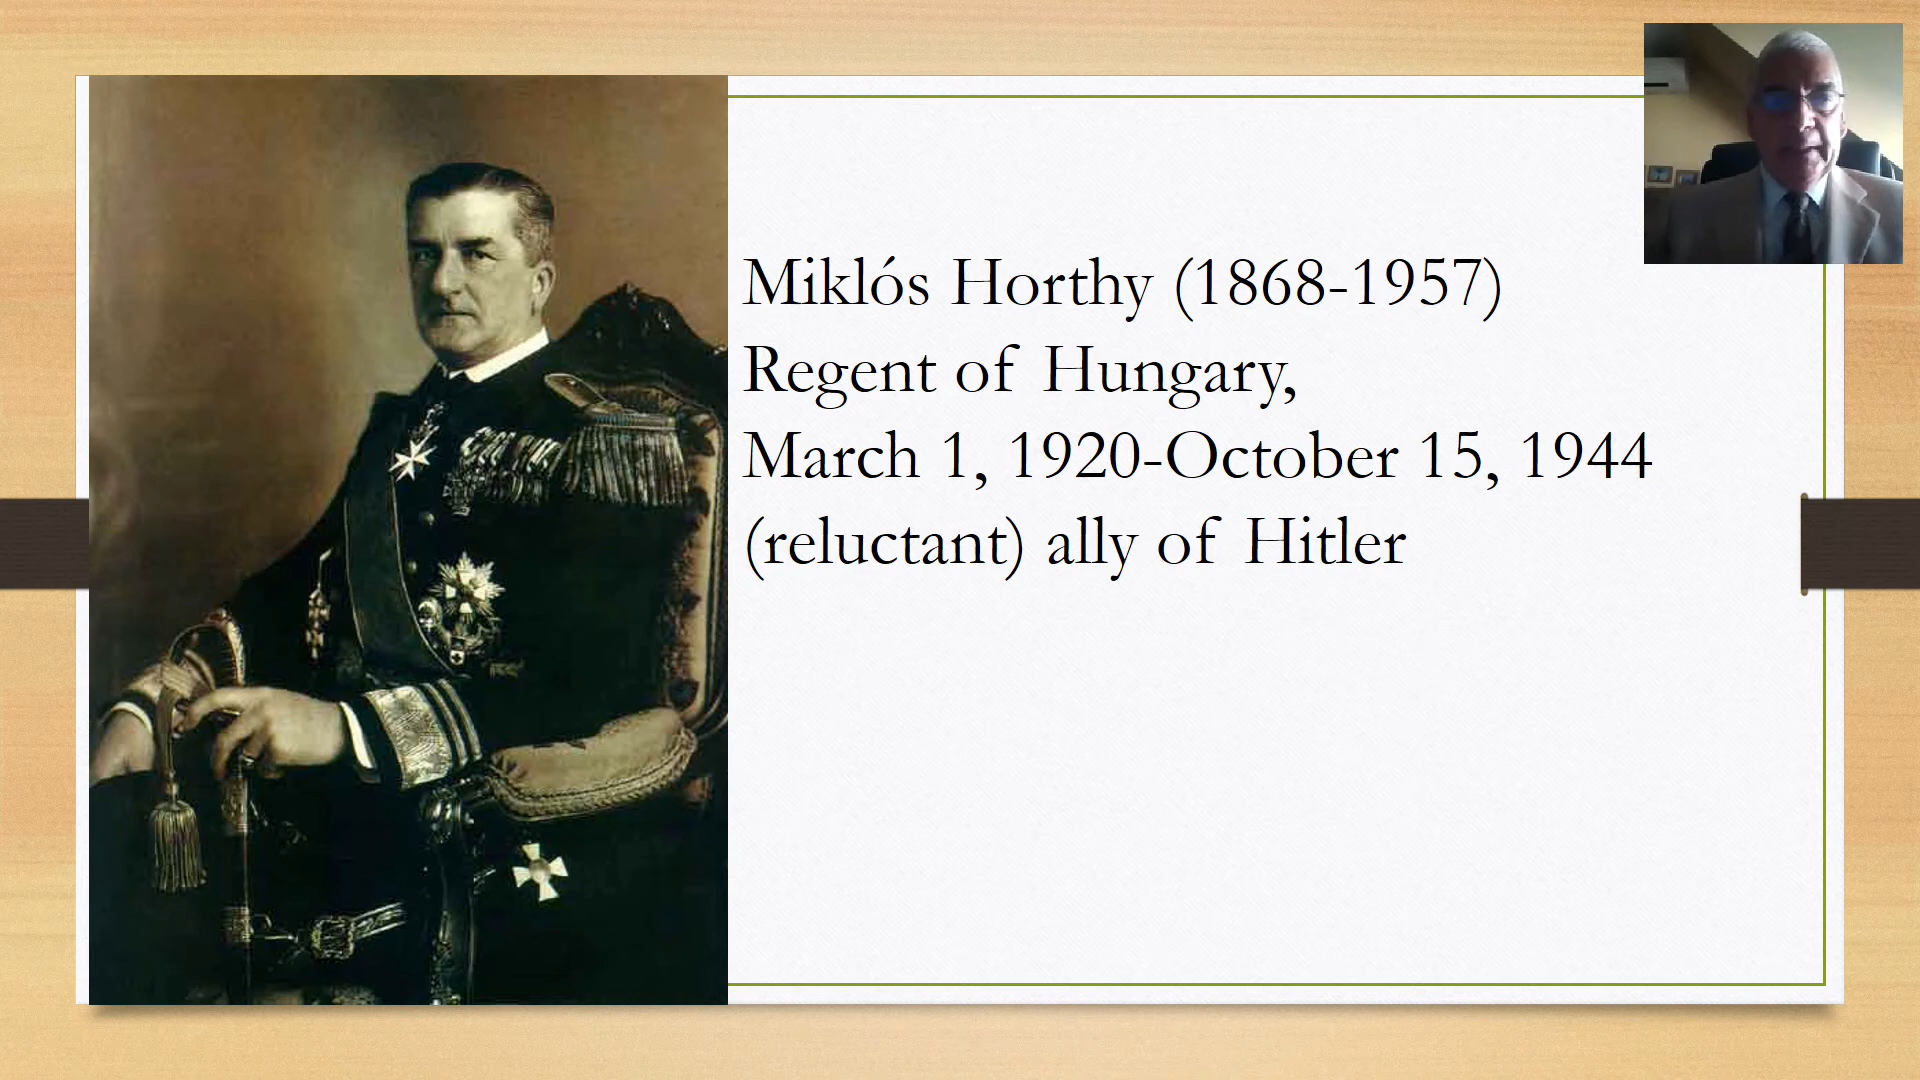 Miklós Horthy (1868-1957)
Regent of Hungary,
March 1, 1920-October 15, 1944
(reluctant) ally of Hitler